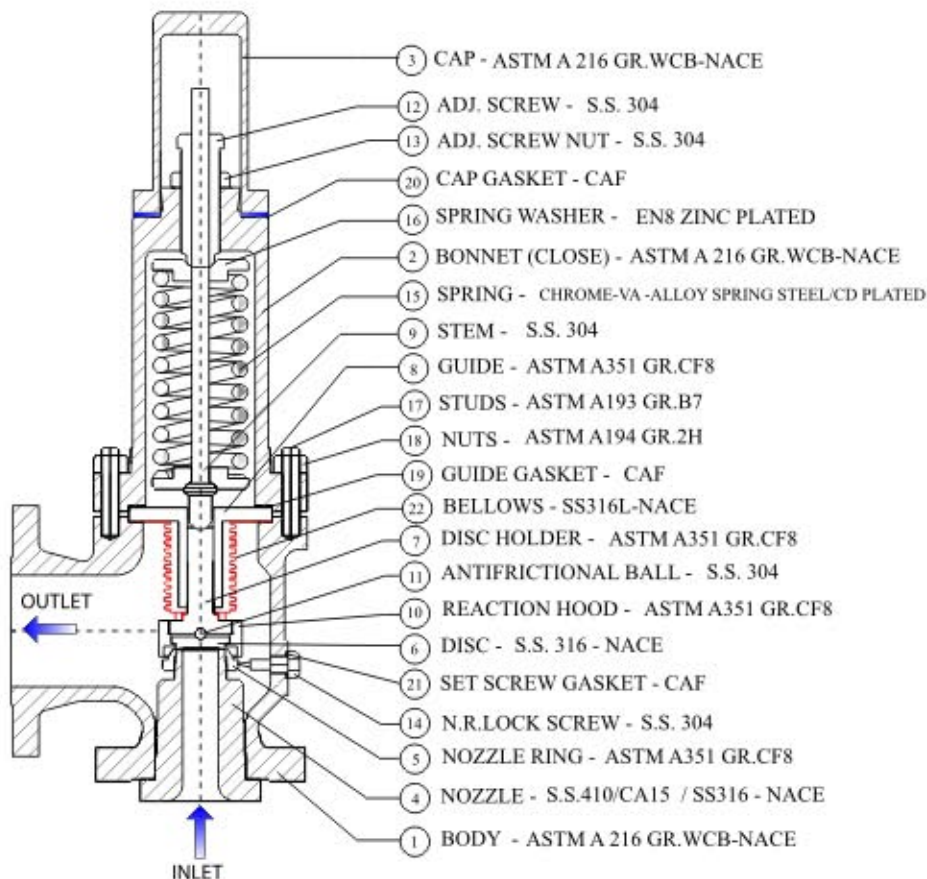 3 CAP - ASTM A 216 GR.WCB-NACE
12 ADJ. SCREW - S.S. 304
13 ADJ. SCREW NUT - S.S. 304
20 CAP GASKET - CAF
16 SPRING WASHER - EN8 ZINC PLATED
2 BONNET (CLOSE) - ASTM A 216 GR.WCB-NACE
15 SPRING - CHROME-VA -ALLOY SPRING STEEL/CD PLATED
9 STEM - S.S. 304
8 GUIDE - ASTM A351 GR.CF8
17 STUDS - ASTM A193 GR.B7
18 NUTS - ASTM A194 GR.2H
19 GUIDE GASKET - CAF
22 BELLOWS - SS316L-NACE
7 DISC HOLDER - ASTM A351 GR.CF8
11 ANTIFRICTIONAL BALL - S.S. 304
OUTLET
10 REACTION HOOD - ASTM A351 GR.CF8
6 DISC - S.S. 316 - NACE
21 SET SCREW GASKET - CAF
14 N.R.LOCK SCREW - S.S. 304
5 NOZZLE RING - ASTM A351 GR.CF8
4 NOZZLE - S.S.410/CA15 / SS316 - NACE
1 BODY - ASTM A 216 GR.WCB-NACE
INLET